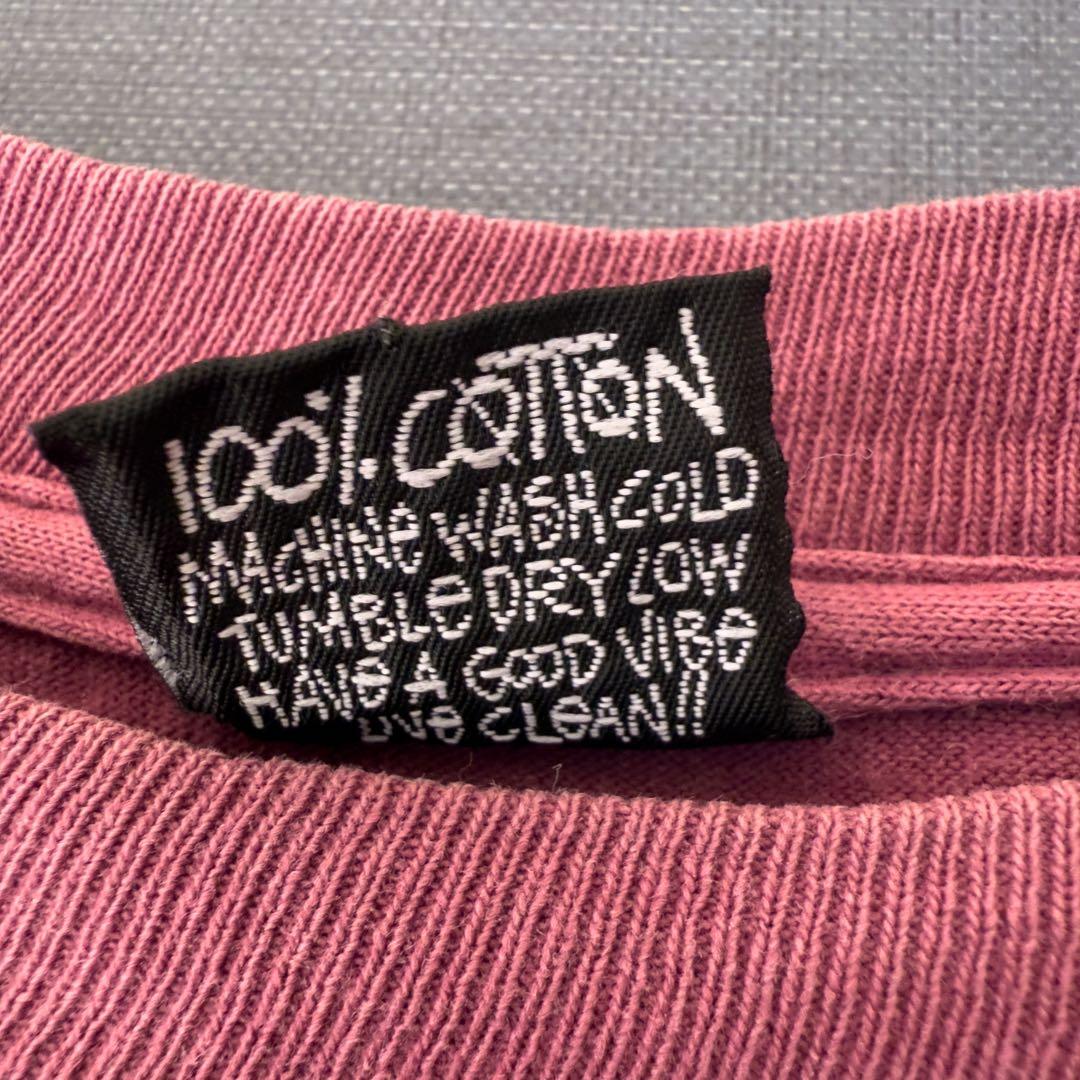 100% COTTON
MACHINE WASH COLD
TUMBLE DRY LOW
HAVE A GOOD VIBE
LIVE CLEAN!!